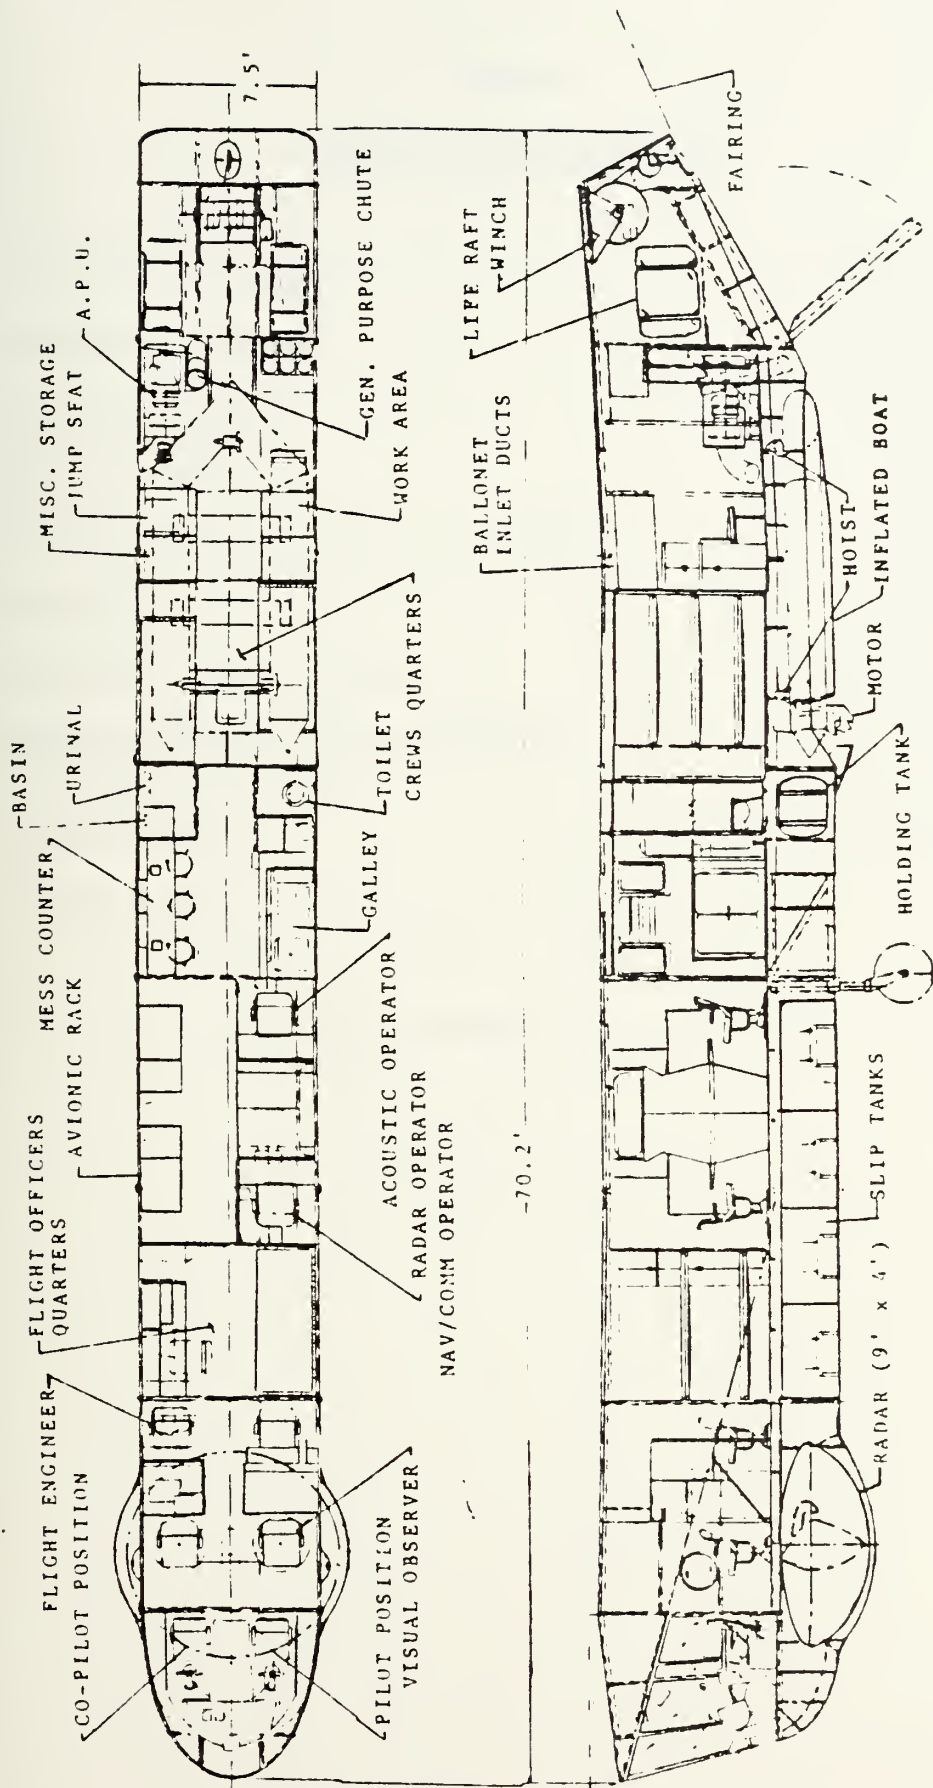 CO-PILOT POSITION
FLIGHT ENGINEER
FLIGHT OFFICERS
QUARTERS
AVIONIC RACK
MESS COUNTER
BASIN
URINAL
MISC. STORAGE
JUMP SEAT
A.P.U.
7.5'
PILOT POSITION
VISUAL OBSERVER
NAV/COMM OPERATOR
RADAR OPERATOR
ACOUSTIC OPERATOR
GALLEY
TOILET
CREWS QUARTERS
WORK AREA
GEN. PURPOSE CHUTE
70.2'
BALLONET
INLET DUCTS
LIFE RAFT
WINCH
FAIRING
RADAR (9' x 4')
SLIP TANKS
HOLDING TANK
MOTOR
HOIST
INFLATED BOAT